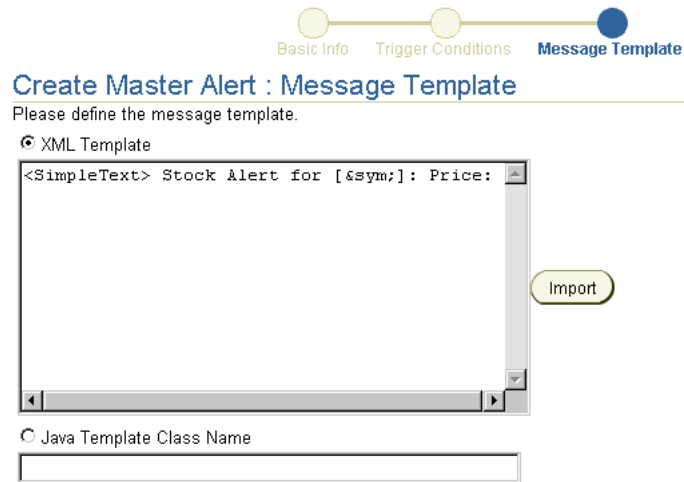 Basic Info Trigger Conditions Message Template
Create Master Alert : Message Template
Please define the message template.
XML Template
<SimpleText> Stock Alert for [&sym;]: Price:
Import
Java Template Class Name